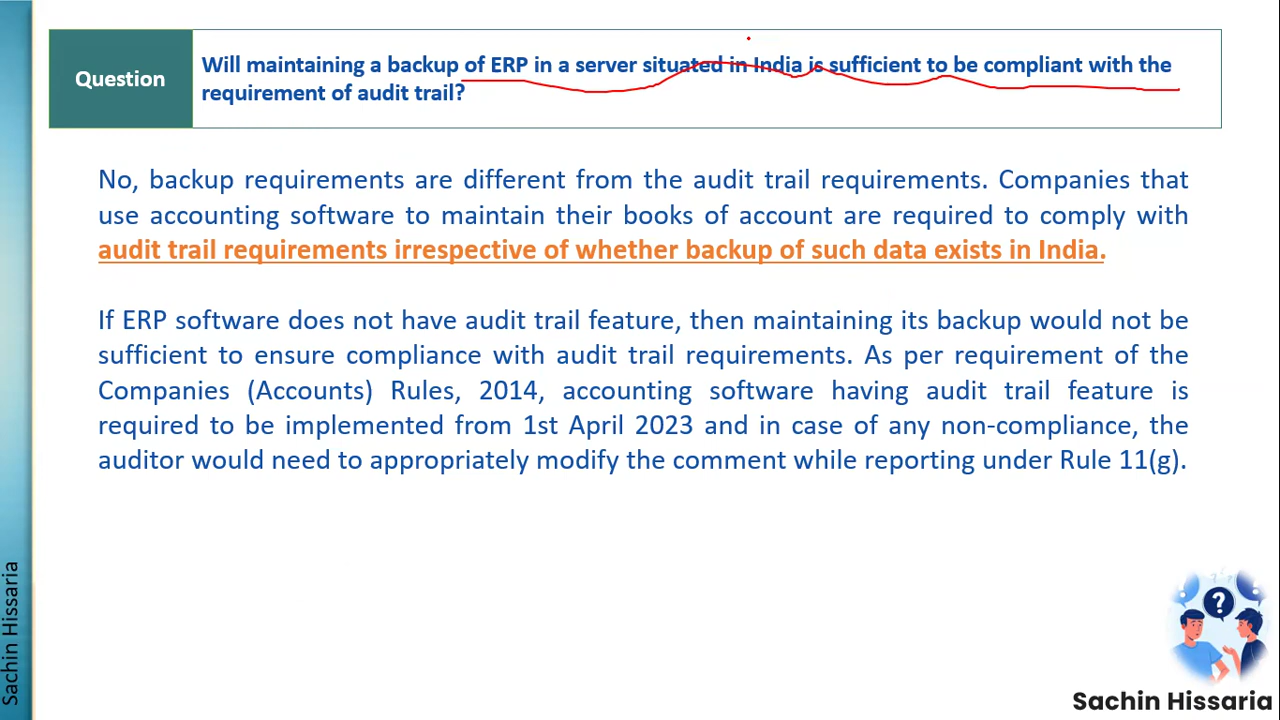 Question
Will maintaining a backup of ERP in a server situated in India is sufficient to be compliant with the
requirement of audit trail?
No, backup requirements are different from the audit trail requirements. Companies that
use accounting software to maintain their books of account are required to comply with
audit trail requirements irrespective of whether backup of such data exists in India.
If ERP software does not have audit trail feature, then maintaining its backup would not be
sufficient to ensure compliance with audit trail requirements. As per requirement of the
Companies (Accounts) Rules, 2014, accounting software having audit trail feature is
required to be implemented from 1st April 2023 and in case of any non-compliance, the
auditor would need to appropriately modify the comment while reporting under Rule 11(g).
Sachin Hissaria
?
Sachin Hissaria